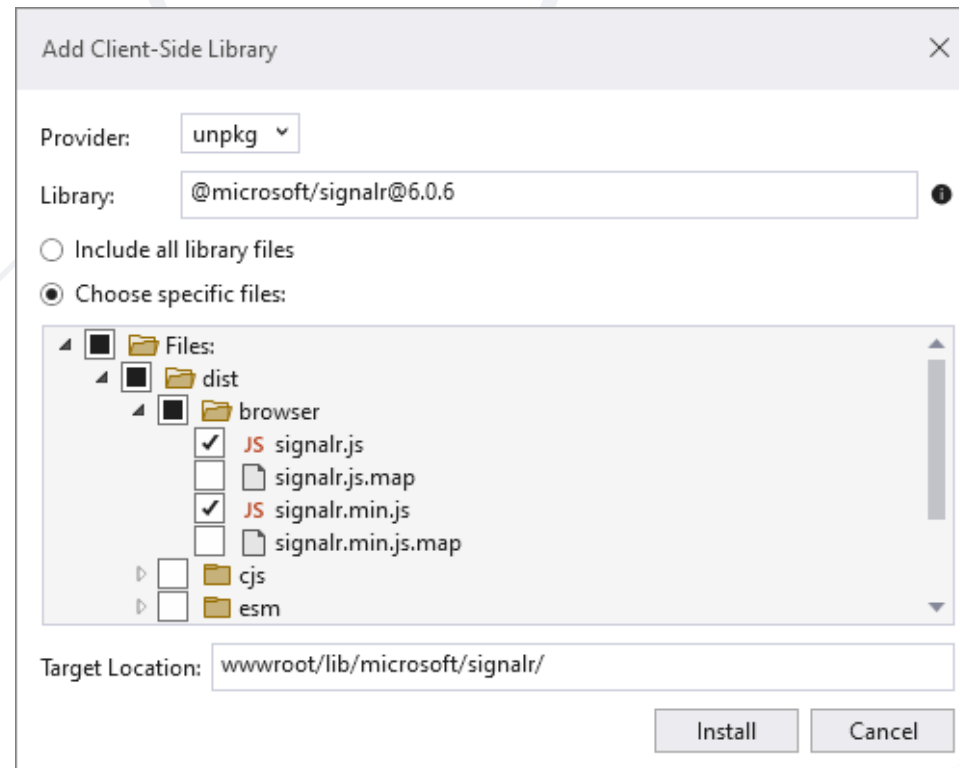 Add Client-Side Library
Provider: unpkg
Library: @microsoft/signalr@6.0.6
Include all library files
Choose specific files:
Files:
dist
browser
JS signalr.js
signalr.js.map
JS signalr.min.js
signalr.min.js.map
cjs
esm
Target Location: wwwroot/lib/microsoft/signalr/
Install Cancel